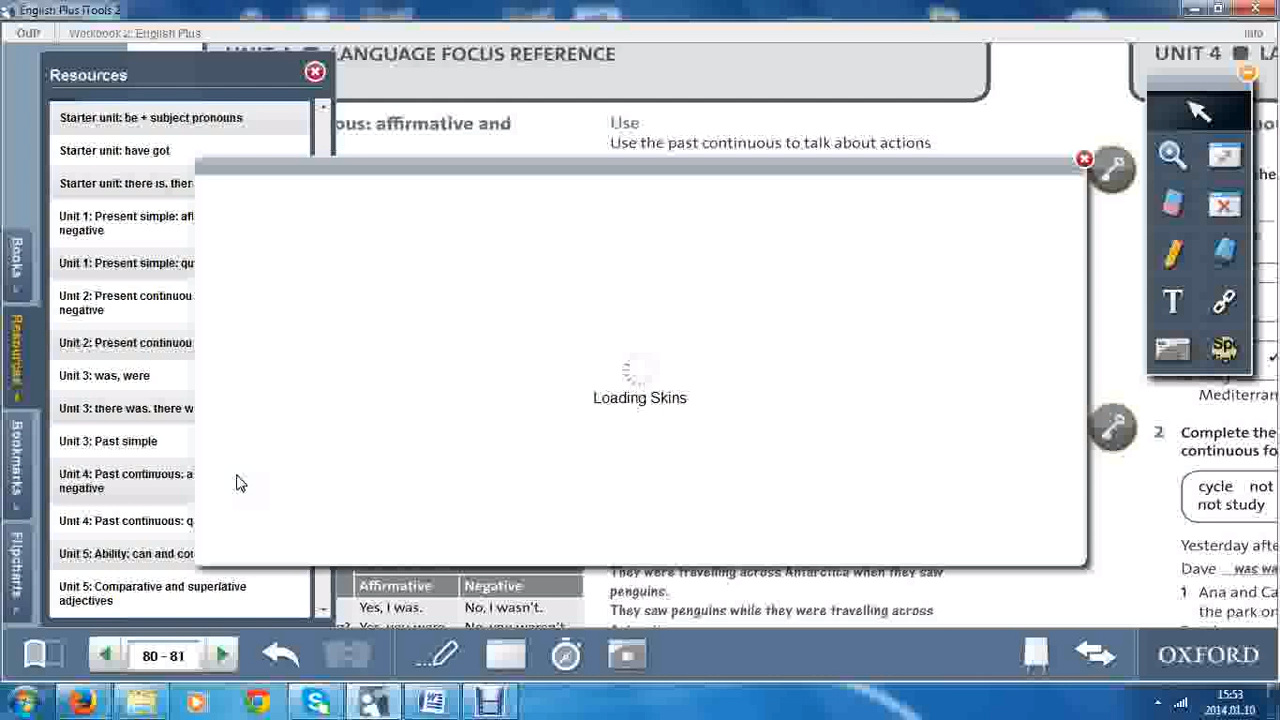 English Plus iTools 2
Quit
Workbook 2: English Plus
Info
LANGUAGE FOCUS REFERENCE
UNIT 4
Resources
Starter unit: be + subject pronouns
Starter unit: have got
Starter unit: there is, ther
Unit 1: Present simple: af
negative
Unit 1: Present simple: qu
Unit 2: Present continuou
negative
Unit 2: Present continuou
Unit 3: was, were
Unit 3: there was, there w
Unit 3: Past simple
Unit 4: Past continuous: a
negative
Unit 4: Past continuous: q
Unit 5: Ability: can and cou
Unit 5: Comparative and superlative
adjectives
Books
Resources
Bookmarks
Flipcharts
ous: affirmative and
Use
Use the past continuous to talk about actions
Loading Skins
They were travelling across Antarctica when they saw
penguins.
They saw penguins while they were travelling across
Affirmative
Negative
Yes, I was.
No, I wasn't.
T
Sp
Mediterran
2 Complete the
continuous fo
cycle not
not study
Yesterday afte
Dave was wa
1 Ana and Ca
the park on
80 - 81
OXFORD
15:53
2014.01.10